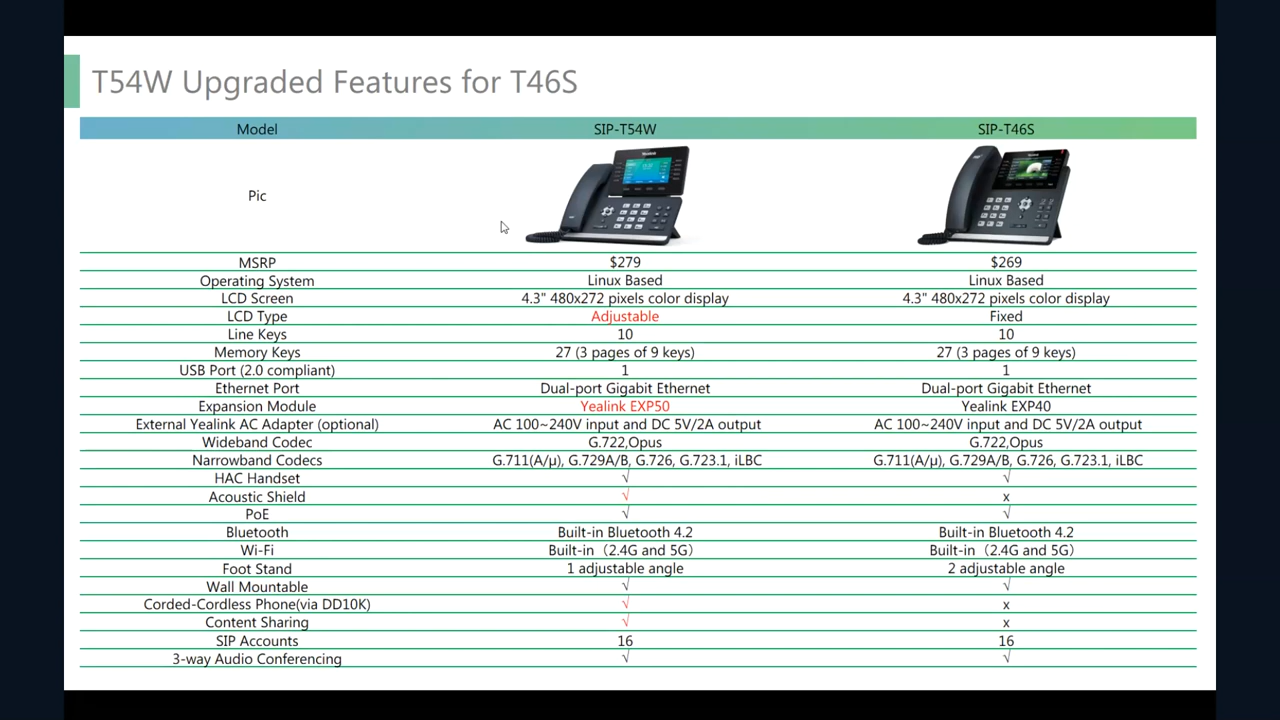 T54W Upgraded Features for T46S
Model SIP-T54W SIP-T46S
Pic
MSRP $279 $269
Operating System Linux Based Linux Based
LCD Screen 4.3" 480x272 pixels color display 4.3" 480x272 pixels color display
LCD Type Adjustable Fixed
Line Keys 10 10
Memory Keys 27 (3 pages of 9 keys) 27 (3 pages of 9 keys)
USB Port (2.0 compliant) 1 1
Ethernet Port Dual-port Gigabit Ethernet Dual-port Gigabit Ethernet
Expansion Module Yealink EXP50 Yealink EXP40
External Yealink AC Adapter (optional) AC 100~240V input and DC 5V/2A output AC 100~240V input and DC 5V/2A output
Wideband Codec G.722,Opus G.722,Opus
Narrowband Codecs G.711(A/μ), G.729A/B, G.726, G.723.1, iLBC G.711(A/μ), G.729A/B, G.726, G.723.1, iLBC
HAC Handset √ √
Acoustic Shield √ x
PoE √ √
Bluetooth Built-in Bluetooth 4.2 Built-in Bluetooth 4.2
Wi-Fi Built-in（2.4G and 5G） Built-in（2.4G and 5G）
Foot Stand 1 adjustable angle 2 adjustable angle
Wall Mountable √ √
Corded-Cordless Phone(via DD10K) √ x
Content Sharing √ x
SIP Accounts 16 16
3-way Audio Conferencing √ √